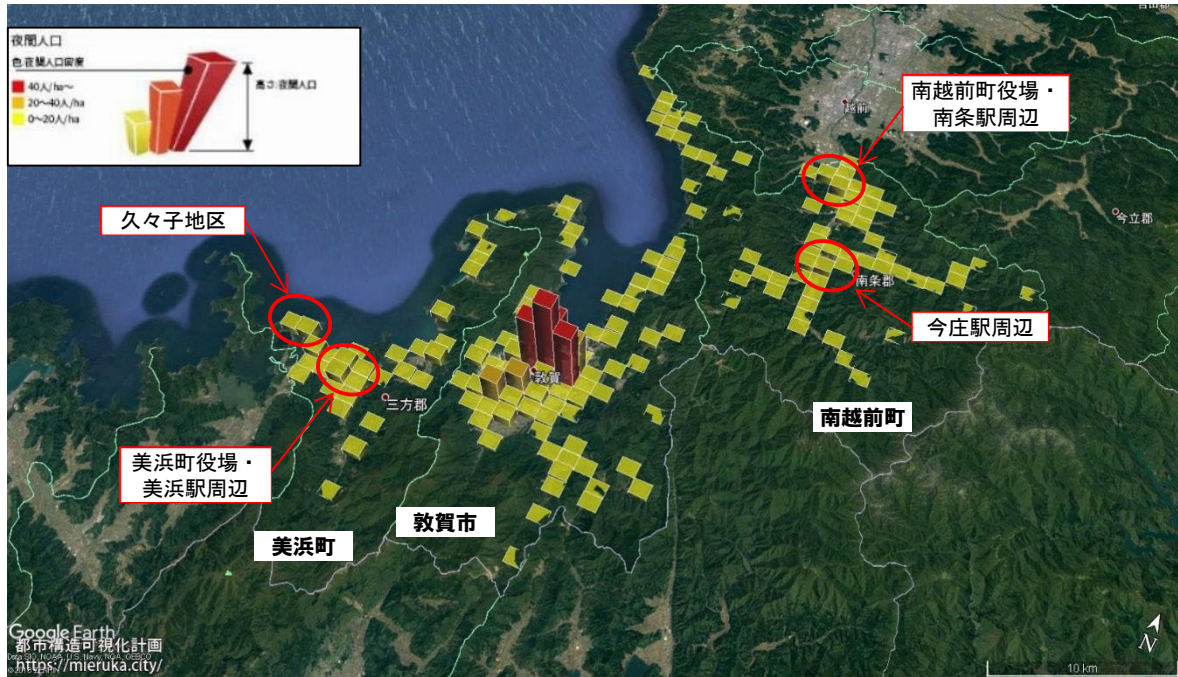 夜間人口
色:夜間人口密度
40人/ha～
20～40人/ha
0～20人/ha
高さ:夜間人口
越前
南越前町役場・
南条駅周辺
今立郡
久々子地区
南条郡
今庄駅周辺
敦賀
三方郡
南越前町
美浜町役場・
美浜駅周辺
敦賀市
美浜町
Google Earth
都市構造可視化計画
https://mieruka.city/
N
10 km